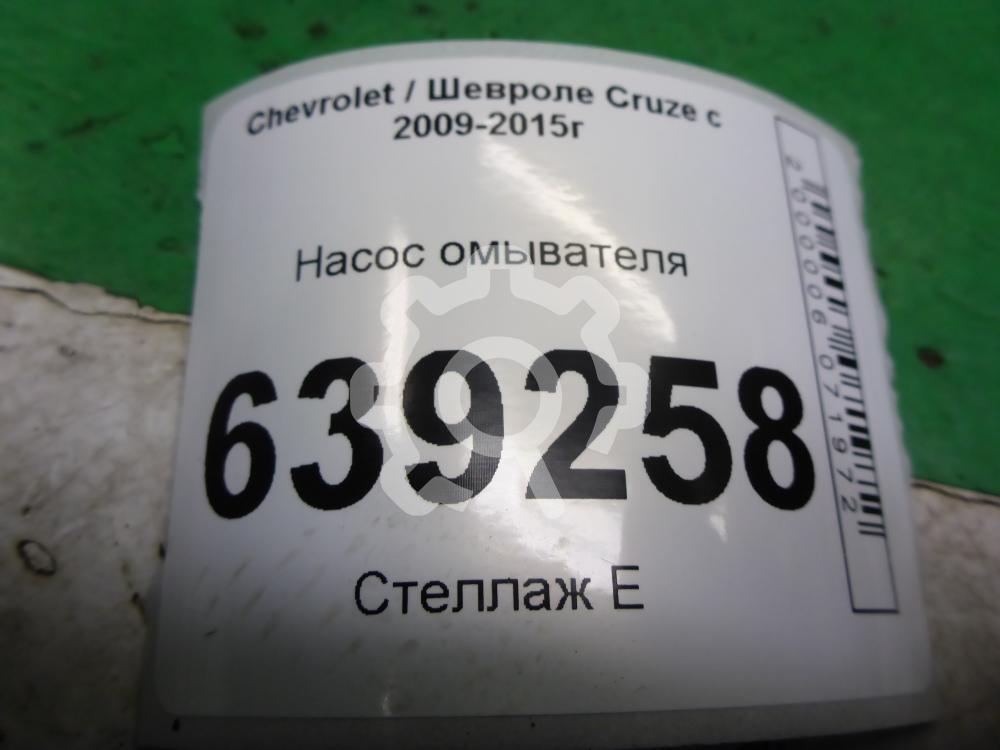 Chevrolet / Шевроле Cruze с
2009-2015г
Насос омывателя
639258
Стеллаж Е
2000006071972